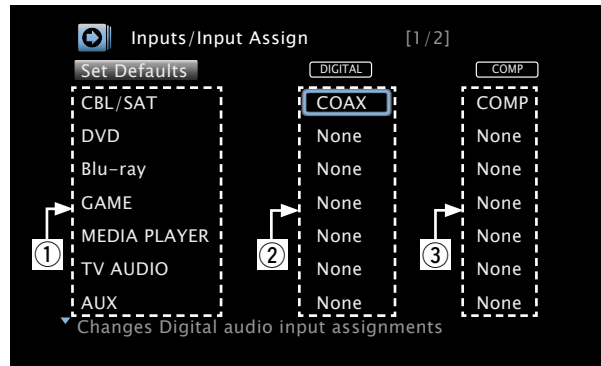 Inputs/Input Assign [1/2]
Set Defaults DIGITAL COMP
CBL/SAT COAX COMP
DVD None None
Blu-ray None None
GAME None None
MEDIA PLAYER None None
TV AUDIO None None
AUX None None
① ② ③
Changes Digital audio input assignments